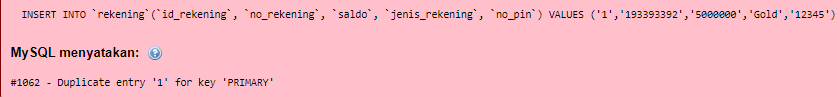 INSERT INTO `rekening`(`id_rekening`, `no_rekening`, `saldo`, `jenis_rekening`, `no_pin`) VALUES ('1','193393392','5000000','Gold','12345')
MySQL menyatakan: ?
#1062 - Duplicate entry '1' for key 'PRIMARY'